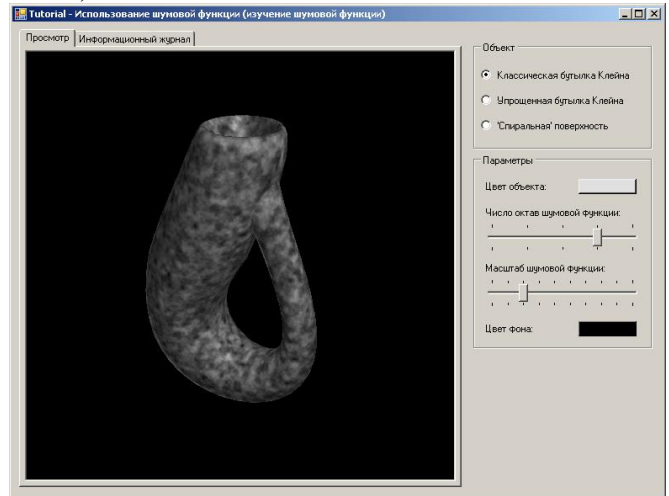 Tutorial - Использование шумовой функции (изучение шумовой функции)
Просмотр
Информационный журнал
Объект
Классическая бутылка Клейна
Упрощенная бутылка Клейна
'Спиральная' поверхность
Параметры
Цвет объекта:
Число октав шумовой функции:
Масштаб шумовой функции:
Цвет фона: